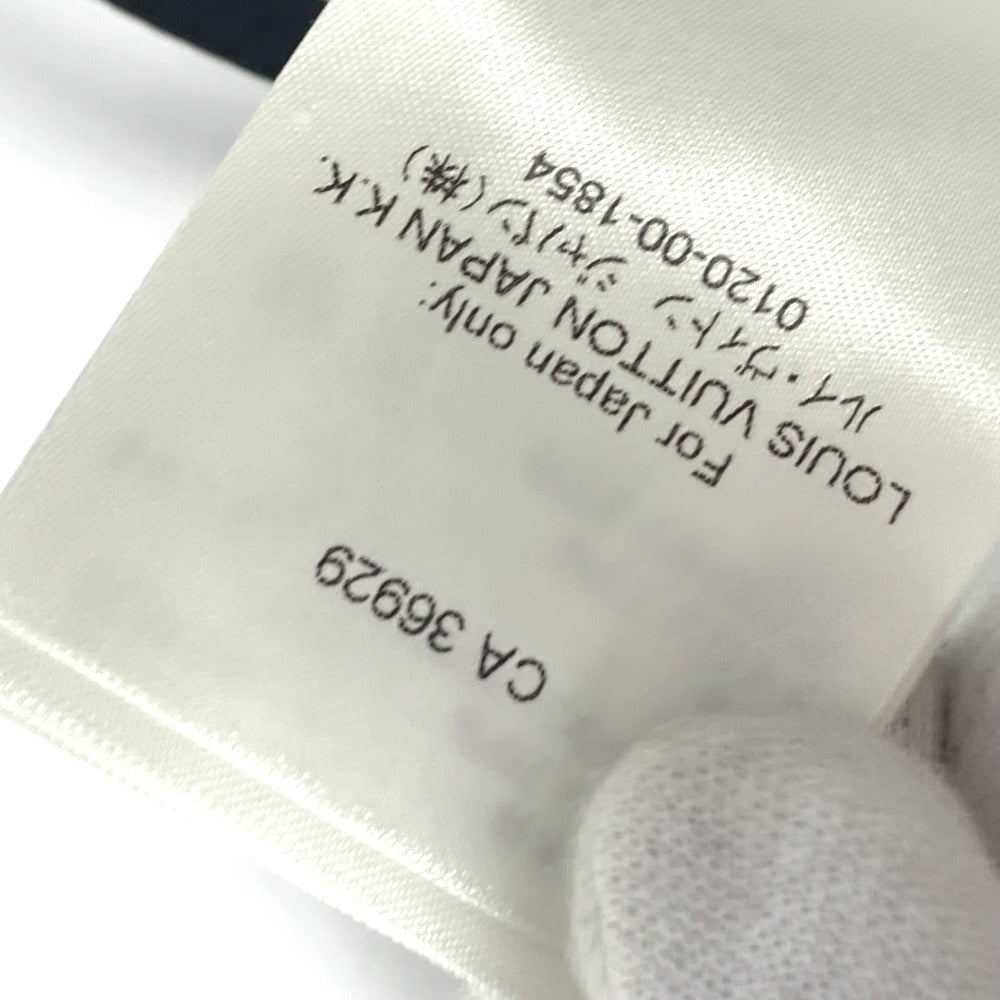 CA 36929
For Japan only:
LOUIS VUITTON JAPAN K.K.
ルイ・ヴィトン ジャパン(株)
0120-00-1854